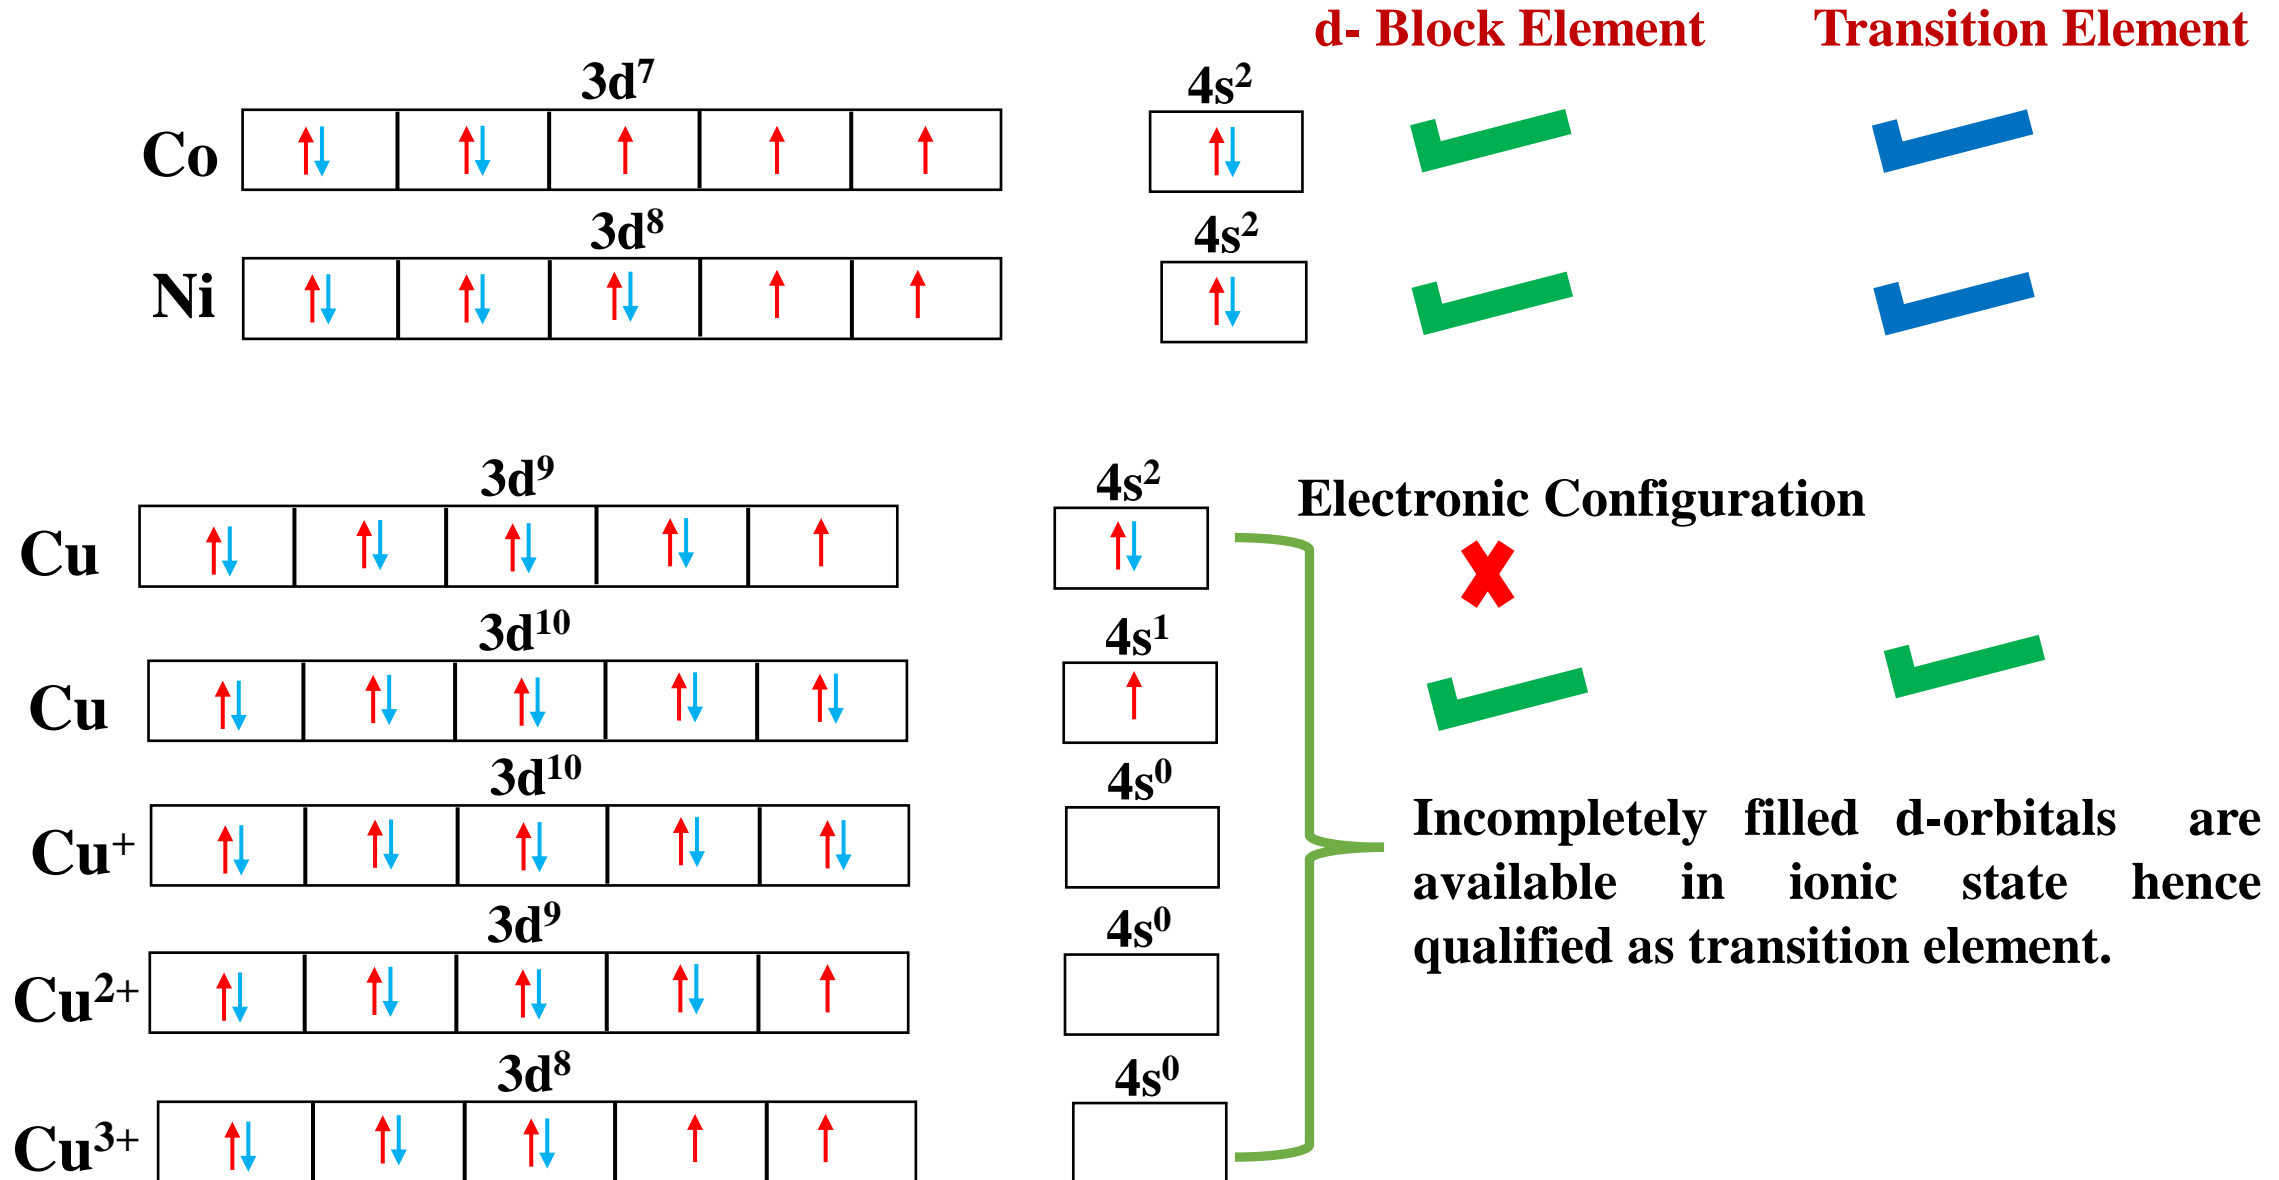 d- Block Element Transition Element
3d⁷ 4s²
Co
3d⁸ 4s²
Ni
3d⁹ 4s² Electronic Configuration
Cu
3d¹⁰ 4s¹
Cu
3d¹⁰ 4s⁰
Cu⁺
3d⁹ 4s⁰
Cu²⁺
3d⁸ 4s⁰
Cu³⁺
Incompletely filled d-orbitals are
available in ionic state hence
qualified as transition element.